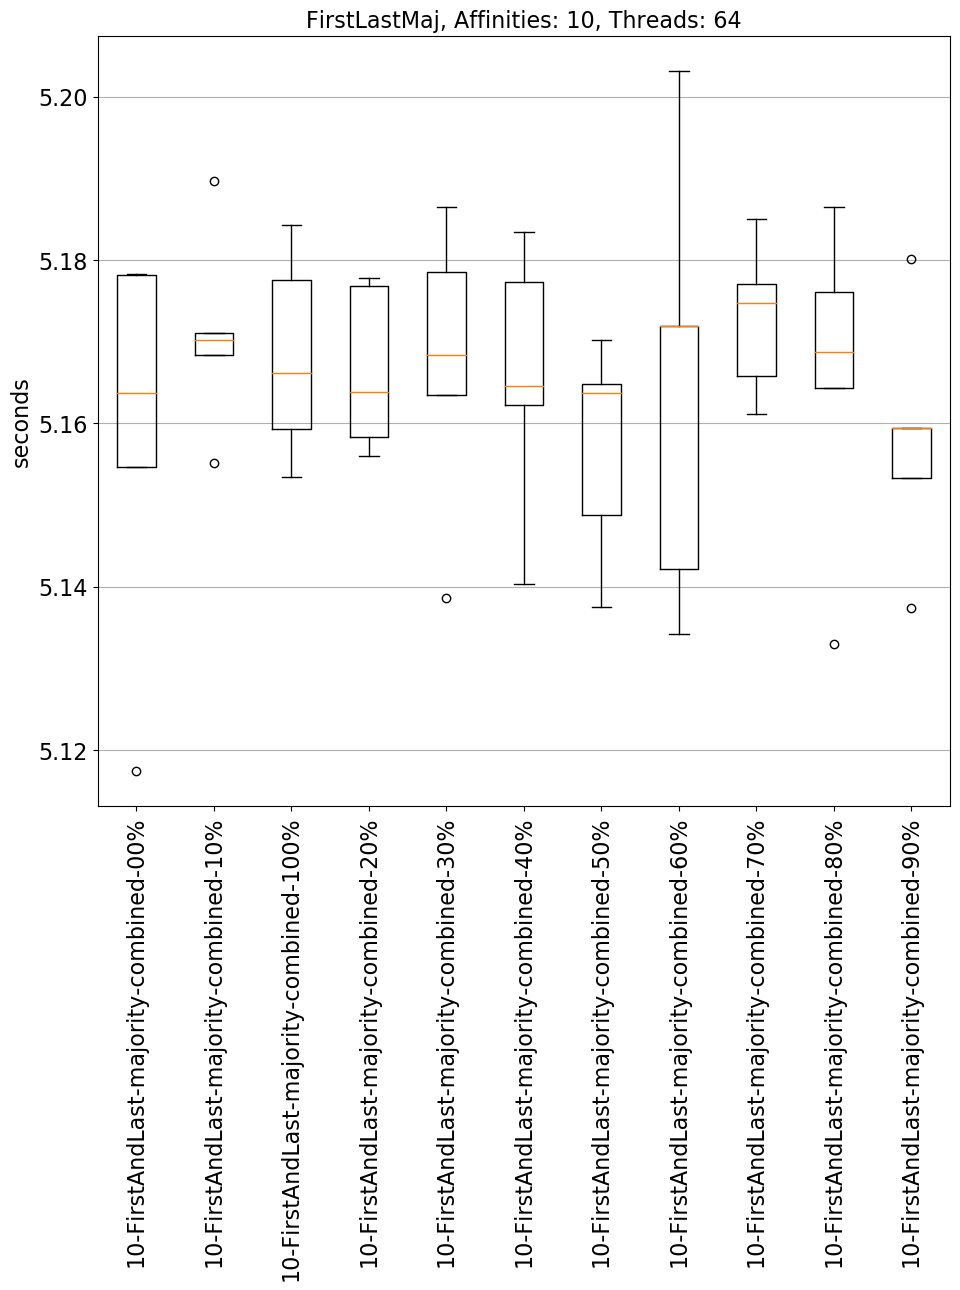 FirstLastMaj, Affinities: 10, Threads: 64
5.20
5.18
5.16
5.14
5.12
seconds
10-FirstAndLast-majority-combined-00%
10-FirstAndLast-majority-combined-10%
10-FirstAndLast-majority-combined-100%
10-FirstAndLast-majority-combined-20%
10-FirstAndLast-majority-combined-30%
10-FirstAndLast-majority-combined-40%
10-FirstAndLast-majority-combined-50%
10-FirstAndLast-majority-combined-60%
10-FirstAndLast-majority-combined-70%
10-FirstAndLast-majority-combined-80%
10-FirstAndLast-majority-combined-90%